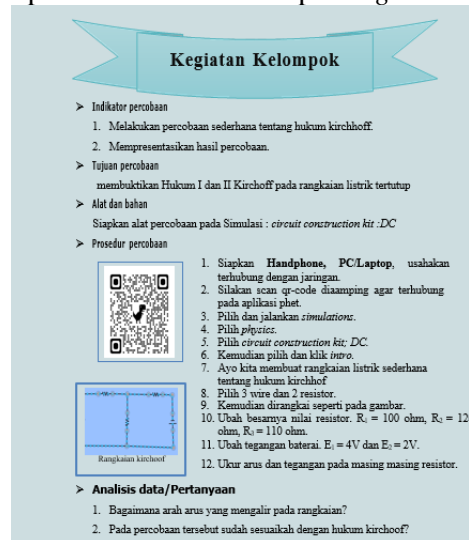 Kegiatan Kelompok
➤ Indikator percobaan
1. Melakukan percobaan sederhana tentang hukum kirchhoff.
2. Mempresentasikan hasil percobaan.
➤ Tujuan percobaan
membuktikan Hukum I dan II Kirchoff pada rangkaian listrik tertutup
➤ Alat dan bahan
Siapkan alat percobaan pada Simulasi : circuit construction kit :DC
➤ Prosedur percobaan
1. Siapkan Handphone, PC/Laptop, usahakan
terhubung dengan jaringan.
2. Silakan scan qr-code diaamping agar terhubung
pada aplikasi phet.
3. Pilih dan jalankan simulations.
4. Pilih physics.
5. Pilih circuit construction kit; DC.
6. Kemudian pilih dan klik intro.
7. Ayo kita membuat rangkaian listrik sederhana
tentang hukum kirchhof
8. Pilih 3 wire dan 2 resistor.
9. Kemudian dirangkai seperti pada gambar.
10. Ubah besarnya nilai resistor. R₁ = 100 ohm, R₂ = 12
ohm, R₃ = 110 ohm.
11. Ubah tegangan baterai. E₁ = 4V dan E₂ = 2V.
12. Ukur arus dan tegangan pada masing masing resistor.
Rangkaian kirchoof
➤ Analisis data/Pertanyaan
1. Bagaimana arah arus yang mengalir pada rangkaian?
2. Pada percobaan tersebut sudah sesuaikah dengan hukum kirchoof?